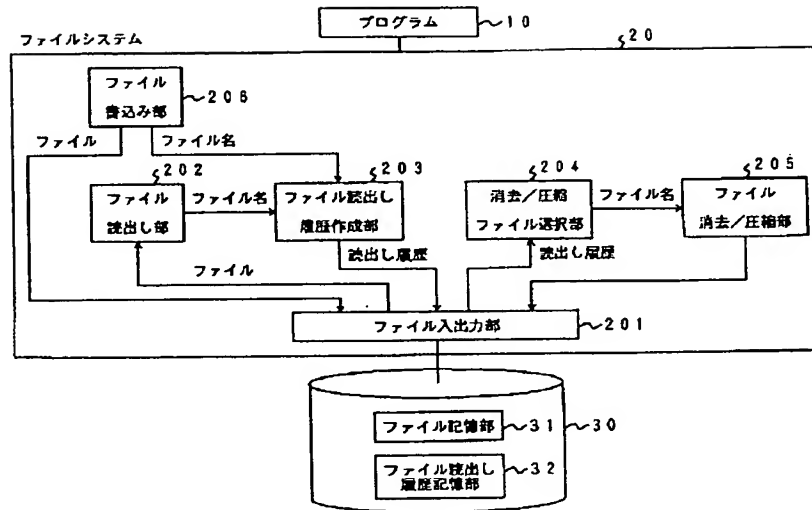 プログラム
10
ファイルシステム
20
ファイル
書込み部
206
ファイル
ファイル名
202
203
204
205
ファイル
読出し部
ファイル名
ファイル読出し
履歴作成部
消去/圧縮
ファイル選択部
ファイル名
ファイル
消去/圧縮部
ファイル
読出し履歴
読出し履歴
ファイル入出力部
201
ファイル記憶部
31
30
ファイル読出し
履歴記憶部
32